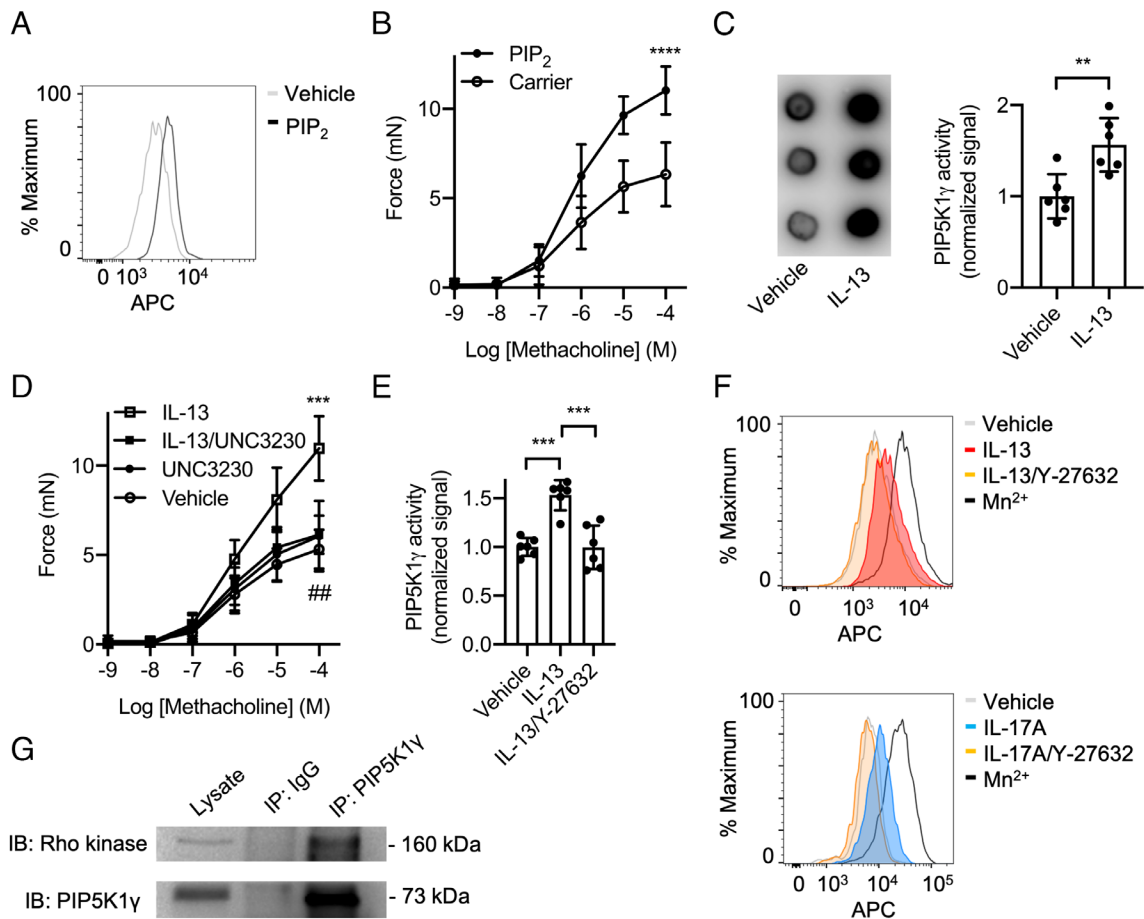 A
100
0
% Maximum
0 10³ 10⁴
APC
Vehicle
PIP₂
B
PIP₂
Carrier
****
10
5
0
Force (mN)
-9 -8 -7 -6 -5 -4
Log [Methacholine] (M)
C
Vehicle
IL-13
**
2
1
0
PIP5K1γ activity
(normalized signal)
Vehicle
IL-13
D
IL-13
IL-13/UNC3230
UNC3230
Vehicle
***
##
10
5
0
Force (mN)
-9 -8 -7 -6 -5 -4
Log [Methacholine] (M)
E
***
***
1.5
1.0
0.5
0.0
PIP5K1γ activity
(normalized signal)
Vehicle
IL-13
IL-13/Y-27632
F
100
0
% Maximum
0 10³ 10⁴
APC
Vehicle
IL-13
IL-13/Y-27632
Mn²⁺
100
0
% Maximum
0 10³ 10⁴ 10⁵
APC
Vehicle
IL-17A
IL-17A/Y-27632
Mn²⁺
G
Lysate
IP: IgG
IP: PIP5K1γ
IB: Rho kinase
- 160 kDa
IB: PIP5K1γ
- 73 kDa